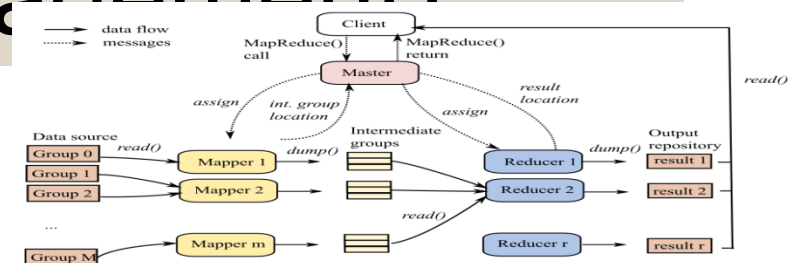 Client
data flow
messages
MapReduce()
call
MapReduce()
return
Master
read()
assign
int. group
location
assign
result
location
Data source
read()
Intermediate
groups
Output
repository
Group 0
Mapper 1
dump()
Reducer 1
dump()
result 1
Group 1
Group 2
Mapper 2
Reducer 2
result 2
read()
...
Group M
Mapper m
Reducer r
result r